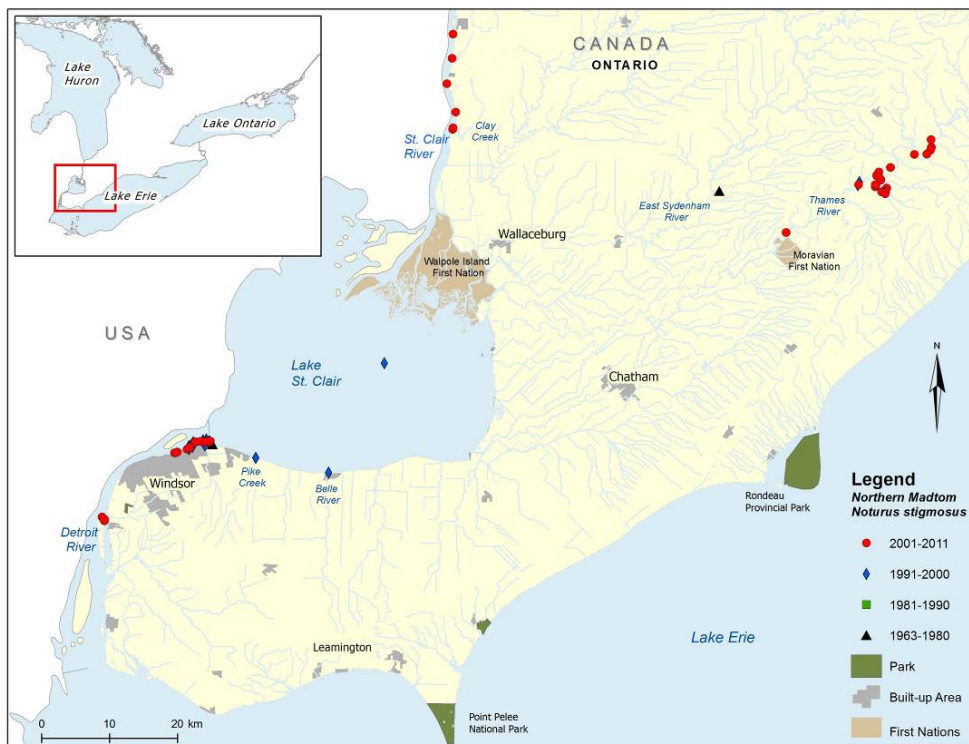 Lake
Huron
Lake Ontario
Lake Erie
CANADA
ONTARIO
St. Clair
River
Clay
Creek
East Sydenham
River
Thames
River
Wallaceburg
Walpole Island
First Nation
Moravian
First Nation
USA
Lake
St. Clair
Chatham
N
Windsor
Pike
Creek
Belle
River
Detroit
River
Rondeau
Provincial Park
Leamington
Lake Erie
Point Pelee
National Park
0 10 20 km
Legend
Northern Madtom
Noturus stigmosus
2001-2011
1991-2000
1981-1990
1963-1980
Park
Built-up Area
First Nations